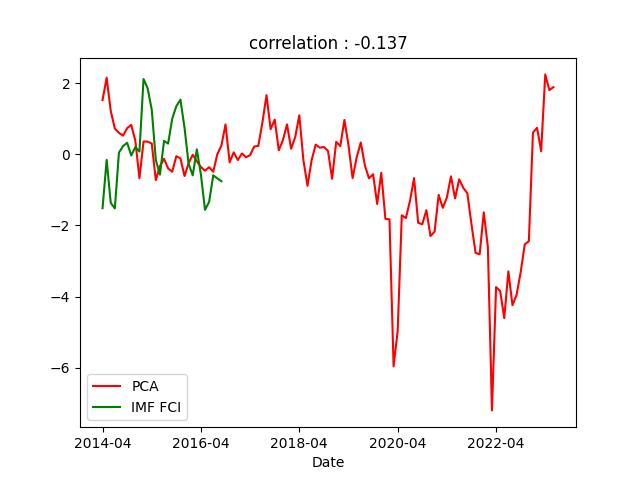 correlation : -0.137
2
0
−2
−4
−6
PCA
IMF FCI
2014-04
2016-04
2018-04
2020-04
2022-04
Date